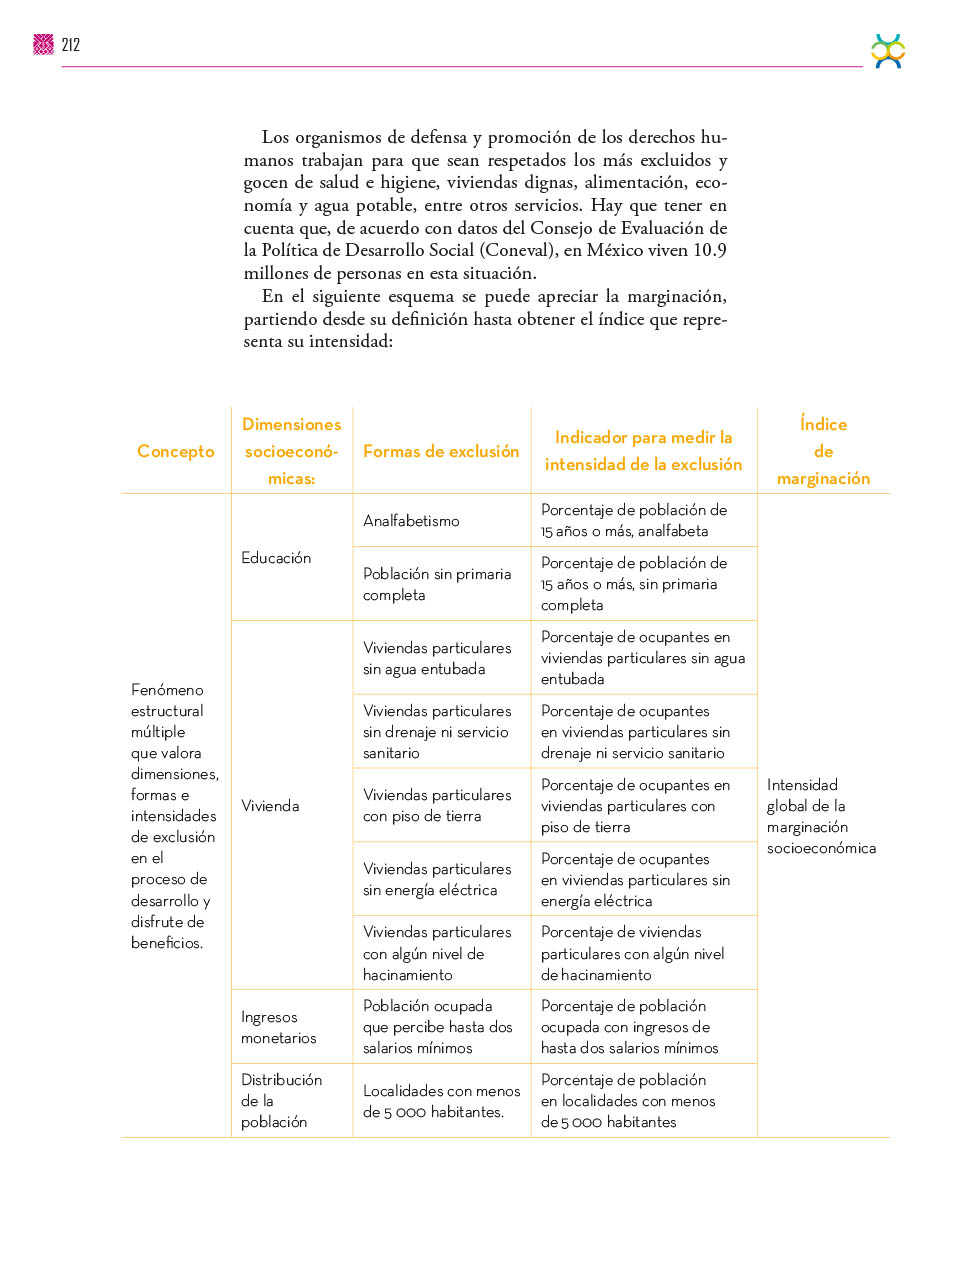 212
Los organismos de defensa y promoción de los derechos hu-
manos trabajan para que sean respetados los más excluidos y
gocen de salud e higiene, viviendas dignas, alimentación, eco-
nomía y agua potable, entre otros servicios. Hay que tener en
cuenta que, de acuerdo con datos del Consejo de Evaluación de
la Política de Desarrollo Social (Coneval), en México viven 10.9
millones de personas en esta situación.
En el siguiente esquema se puede apreciar la marginación,
partiendo desde su definición hasta obtener el índice que repre-
senta su intensidad:
Concepto
Dimensiones
socioeconó-
micas:
Formas de exclusión
Indicador para medir la
intensidad de la exclusión
Índice
de
marginación
Fenómeno
estructural
múltiple
que valora
dimensiones,
formas e
intensidades
de exclusión
en el
proceso de
desarrollo y
disfrute de
beneficios.
Educación
Analfabetismo
Porcentaje de población de
15 años o más, analfabeta
Población sin primaria
completa
Porcentaje de población de
15 años o más, sin primaria
completa
Vivienda
Viviendas particulares
sin agua entubada
Porcentaje de ocupantes en
viviendas particulares sin agua
entubada
Viviendas particulares
sin drenaje ni servicio
sanitario
Porcentaje de ocupantes
en viviendas particulares sin
drenaje ni servicio sanitario
Viviendas particulares
con piso de tierra
Porcentaje de ocupantes en
viviendas particulares con
piso de tierra
Viviendas particulares
sin energía eléctrica
Porcentaje de ocupantes
en viviendas particulares sin
energía eléctrica
Viviendas particulares
con algún nivel de
hacinamiento
Porcentaje de viviendas
particulares con algún nivel
de hacinamiento
Ingresos
monetarios
Población ocupada
que percibe hasta dos
salarios mínimos
Porcentaje de población
ocupada con ingresos de
hasta dos salarios mínimos
Distribución
de la
población
Localidades con menos
de 5 000 habitantes.
Porcentaje de población
en localidades con menos
de 5 000 habitantes
Intensidad
global de la
marginación
socioeconómica